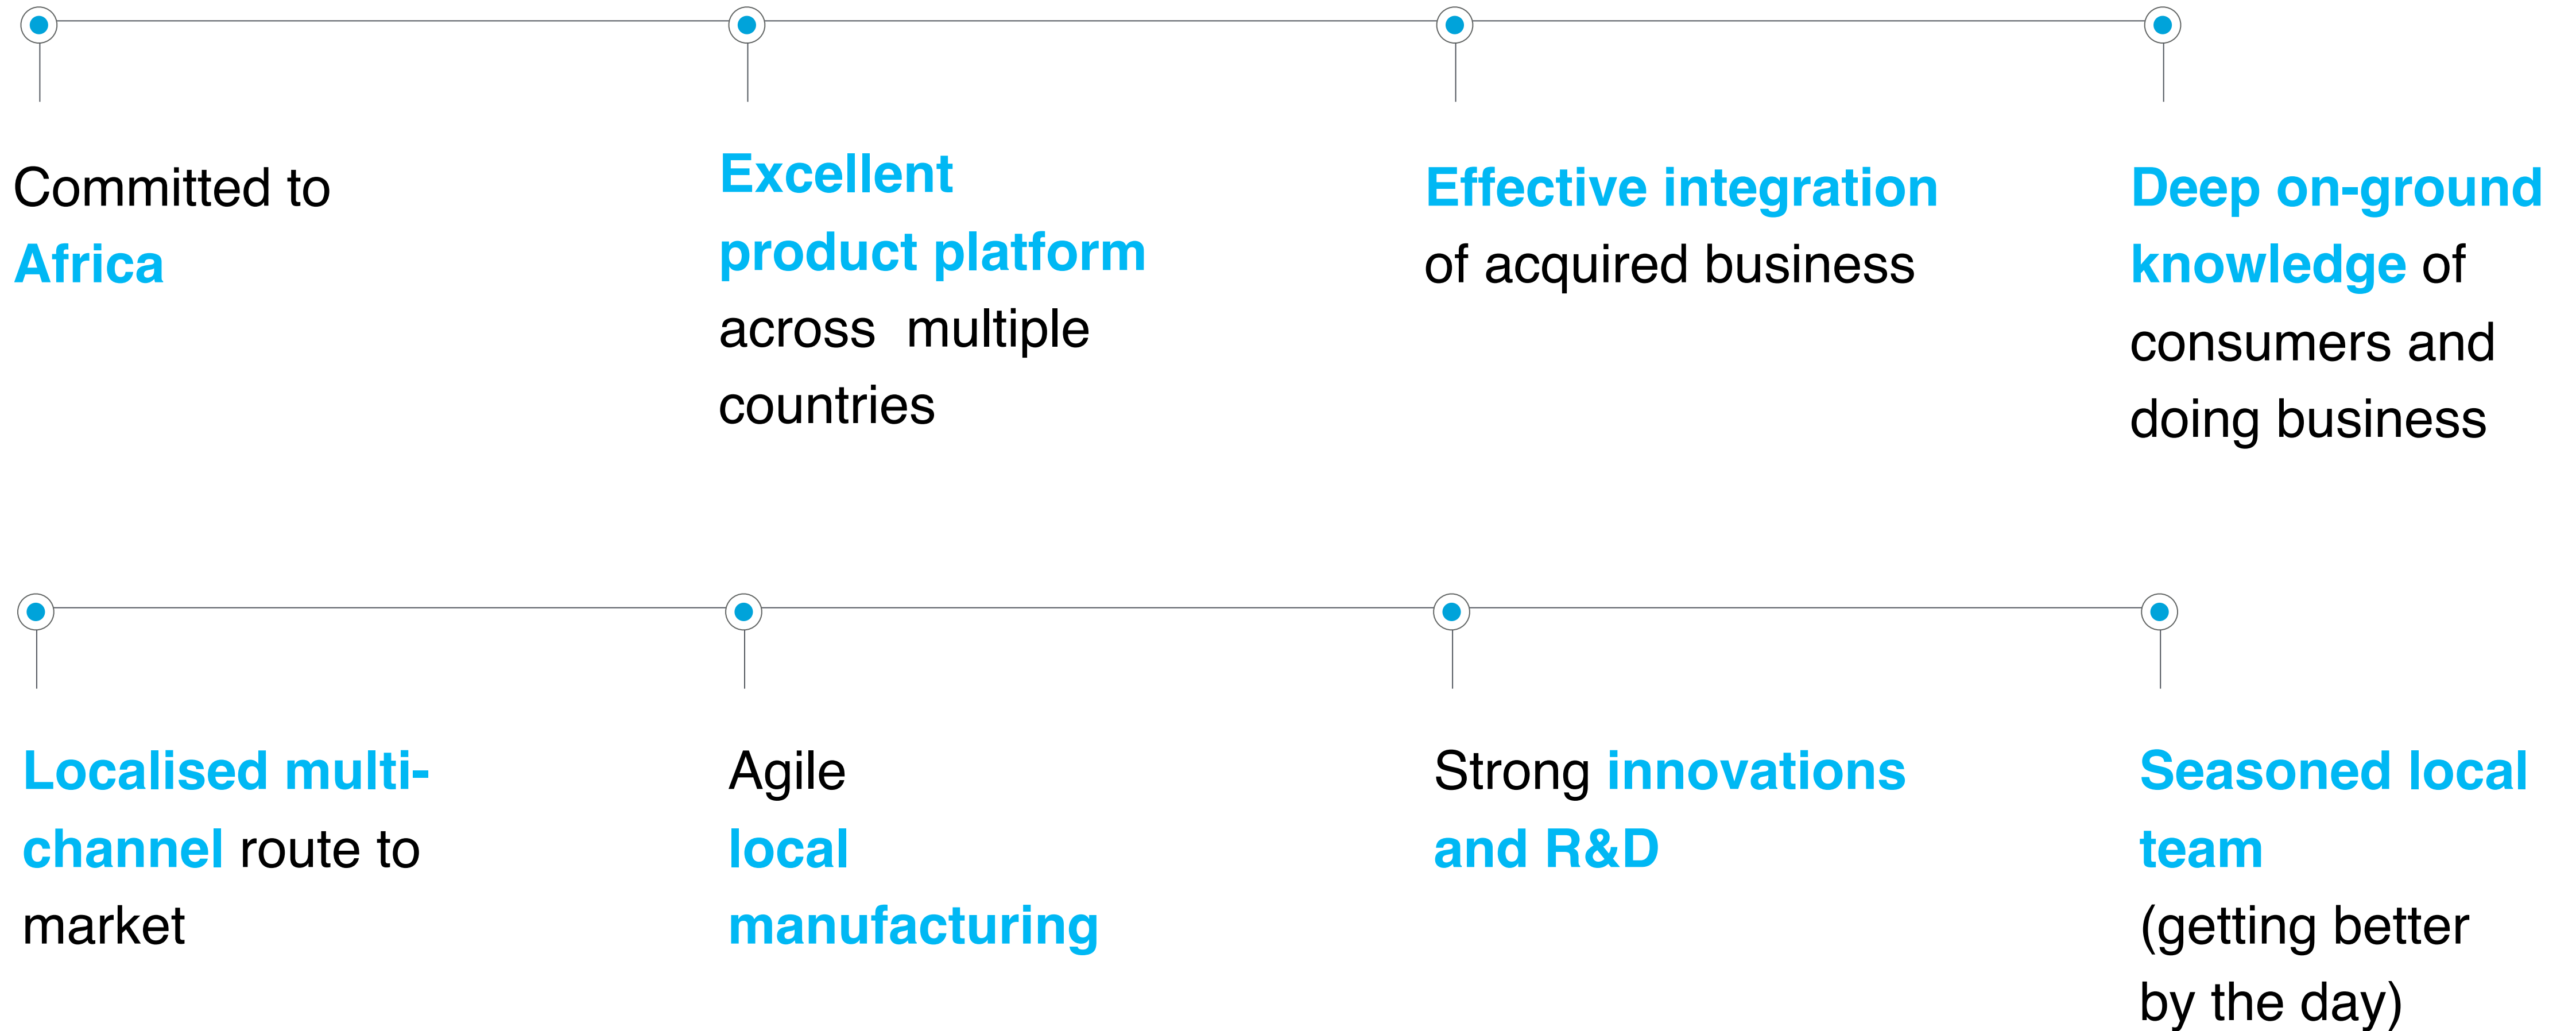 Committed to
Africa
Excellent
product platform
across  multiple
countries
Effective integration
of acquired business
Deep on-ground
knowledge of
consumers and
doing business
Localised multi-
channel route to
market
Agile
local
manufacturing
Strong innovations
and R&D
Seasoned local
team
(getting better
by the day)